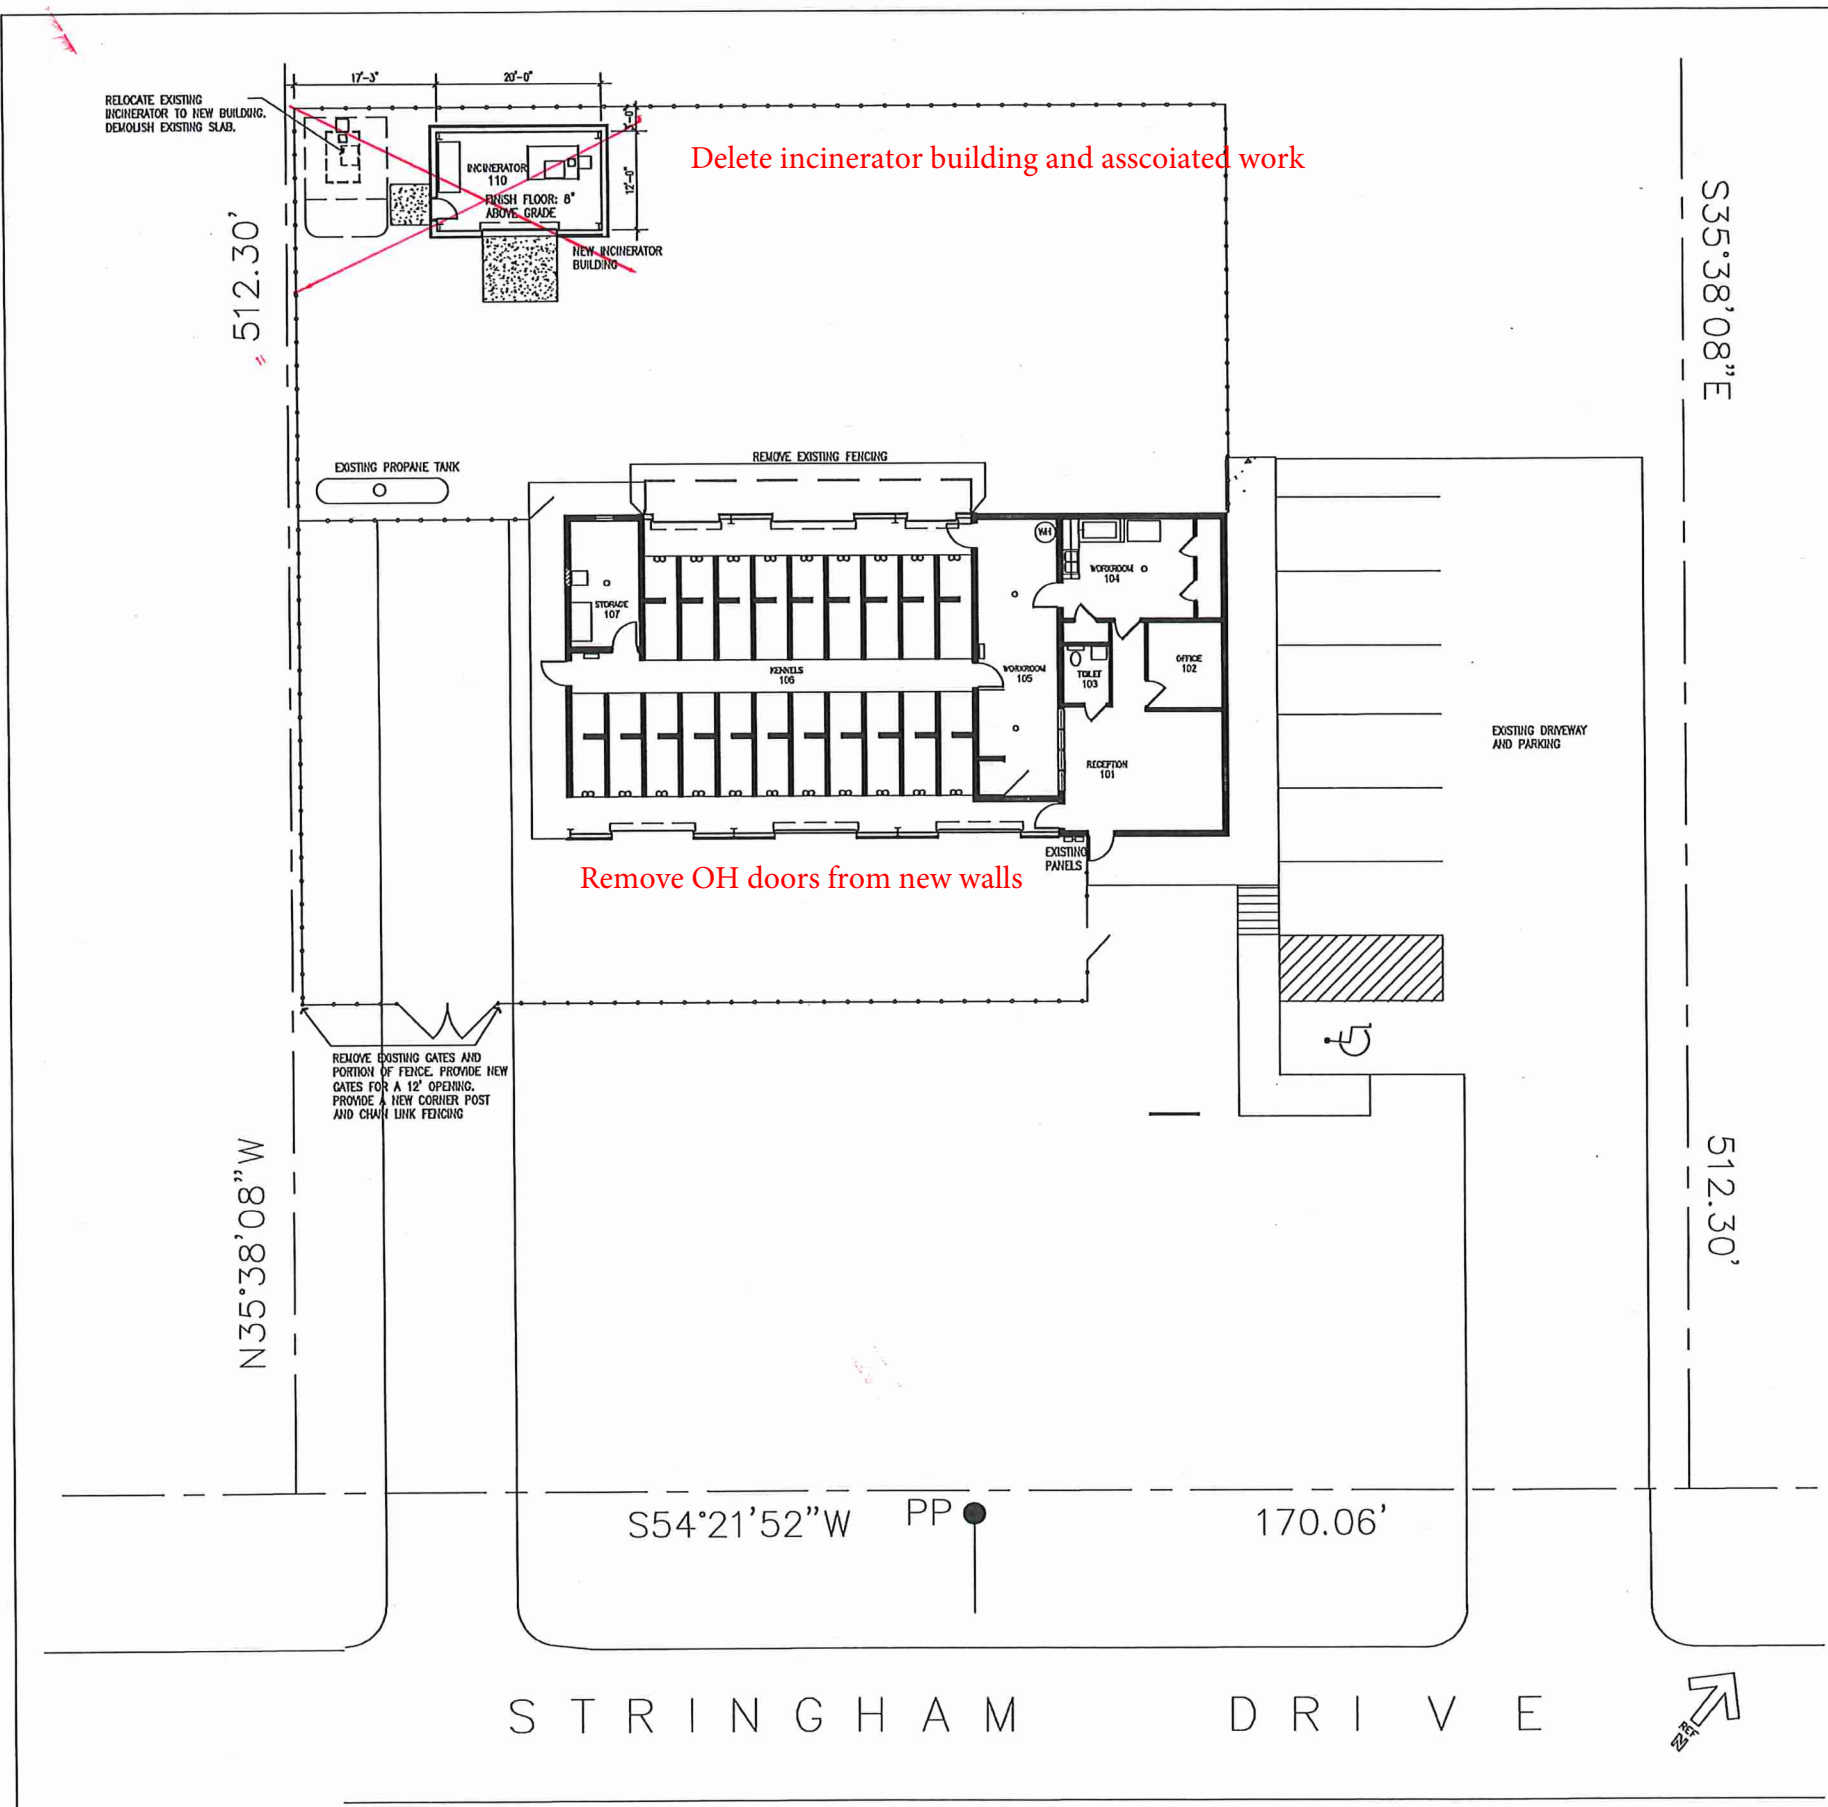 17'-3"
20'-0"
RELOCATE EXISTING
INCINERATOR TO NEW BUILDING.
DEMOLISH EXISTING SLAB.
INCINERATOR
110
FINISH FLOOR: 8"
ABOVE GRADE
12'-0"
NEW INCINERATOR
BUILDING
Delete incinerator building and asscoiated work
512.30'
S35°38'08"E
EXISTING PROPANE TANK
REMOVE EXISTING FENCING
STORAGE
107
KENNELS
106
WORKROOM
105
WH
WORKROOM
104
TOILET
103
OFFICE
102
RECEPTION
101
EXISTING DRIVEWAY
AND PARKING
EXISTING
PANELS
Remove OH doors from new walls
REMOVE EXISTING GATES AND
PORTION OF FENCE. PROVIDE NEW
GATES FOR A 12' OPENING.
PROVIDE A NEW CORNER POST
AND CHAIN LINK FENCING
N35°38'08"W
512.30'
S54°21'52"W
PP
170.06'
STRINGHAM DRIVE
REF
N